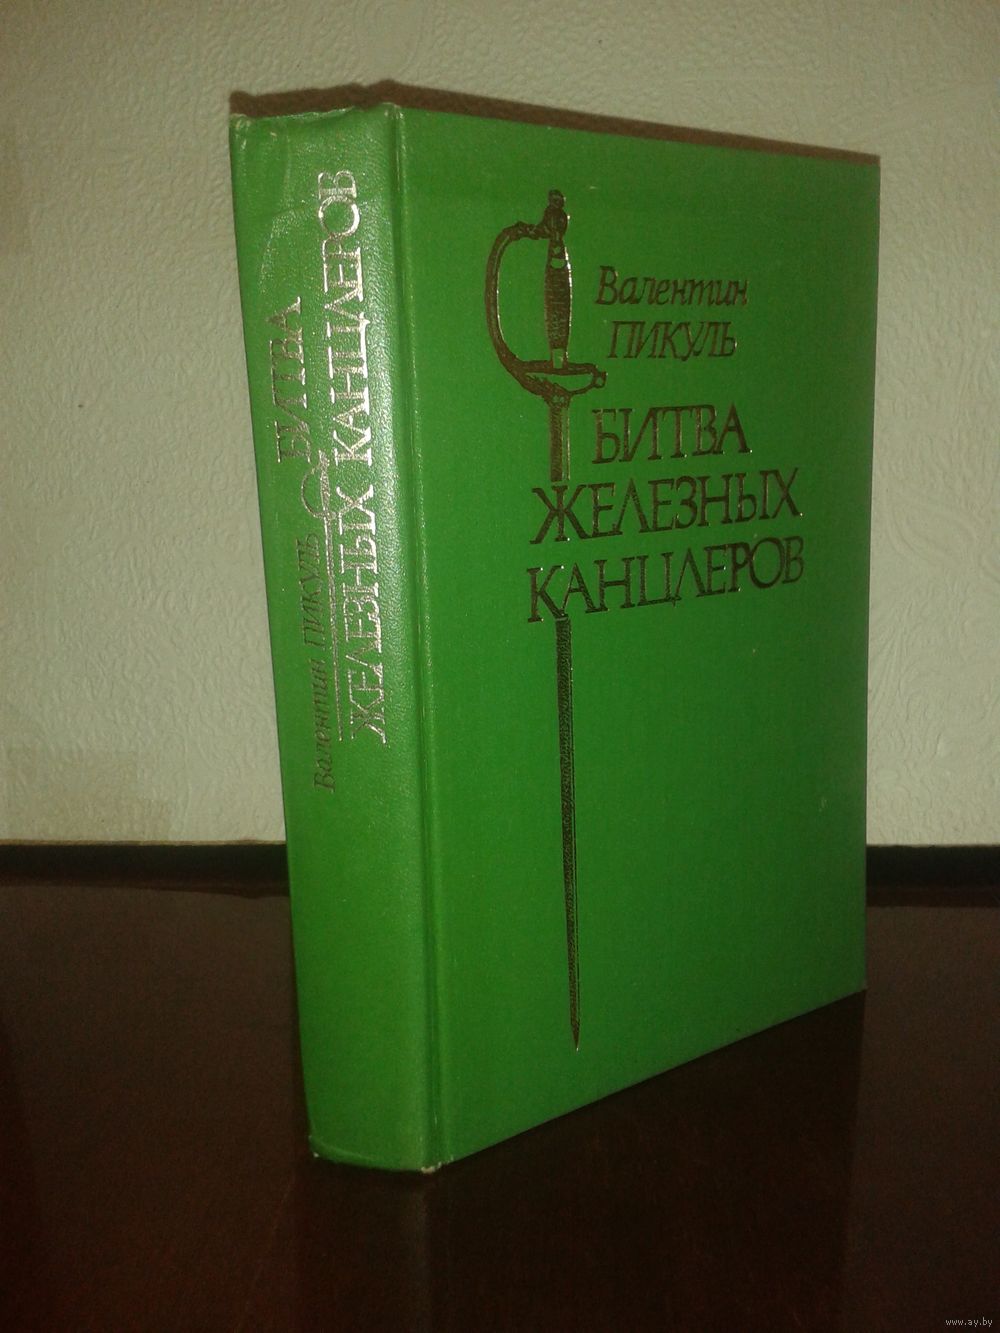 Валентин ПИКУЛЬ
БИТВА
ЖЕЛЕЗНЫХ КАНЦЛЕРОВ
Валентин
ПИКУЛЬ
БИТВА
ЖЕЛЕЗНЫХ
КАНЦЛЕРОВ
www.ay.by